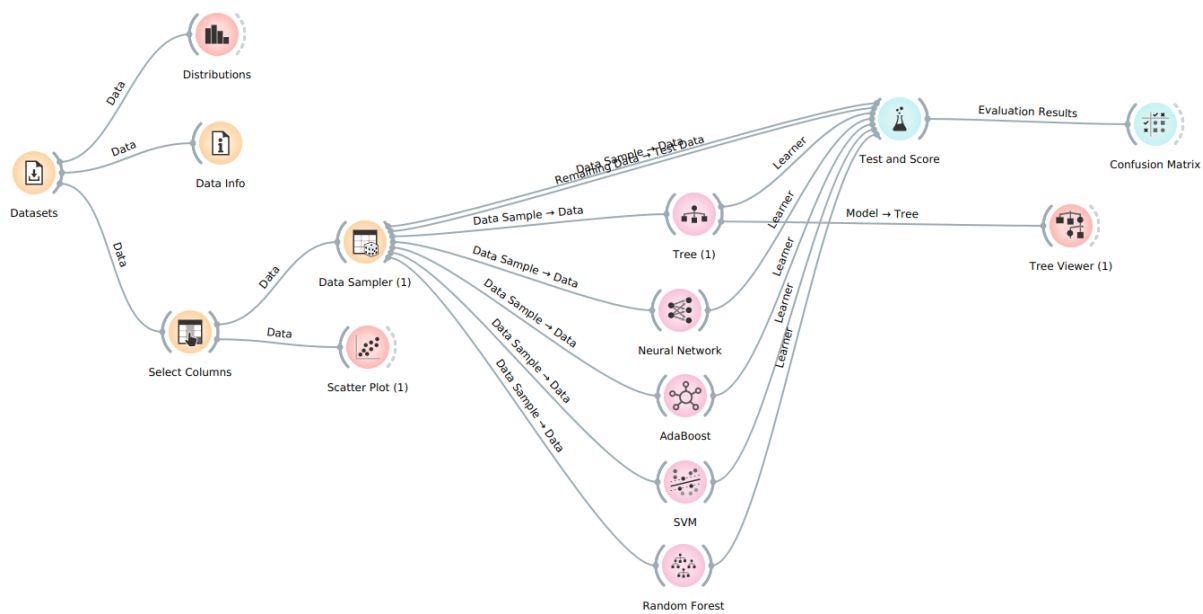 Distributions
Data
Data
Data Info
Datasets
Data
Select Columns
Data
Data
Scatter Plot (1)
Data Sampler (1)
Data Sample → Data
Remaining Data → Test Data
Data Sample → Data
Data Sample → Data
Data Sample → Data
Data Sample → Data
Data Sample → Data
Tree (1)
Neural Network
AdaBoost
SVM
Random Forest
Learner
Learner
Learner
Learner
Learner
Test and Score
Evaluation Results
Confusion Matrix
Model → Tree
Tree Viewer (1)